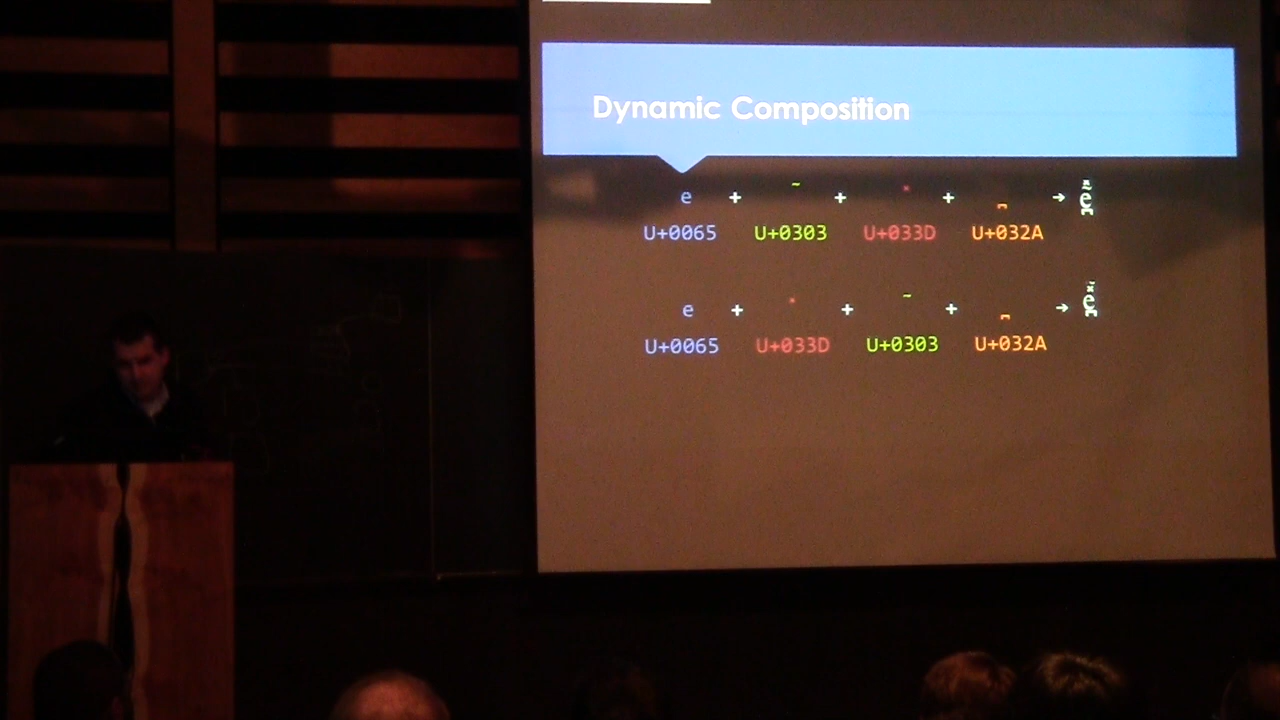 Dynamic Composition
e + ̃ + ̽ + ̪ → ẽ̪̽
U+0065 U+0303 U+033D U+032A
e + ̽ + ̃ + ̪ → e̪̽̃
U+0065 U+033D U+0303 U+032A